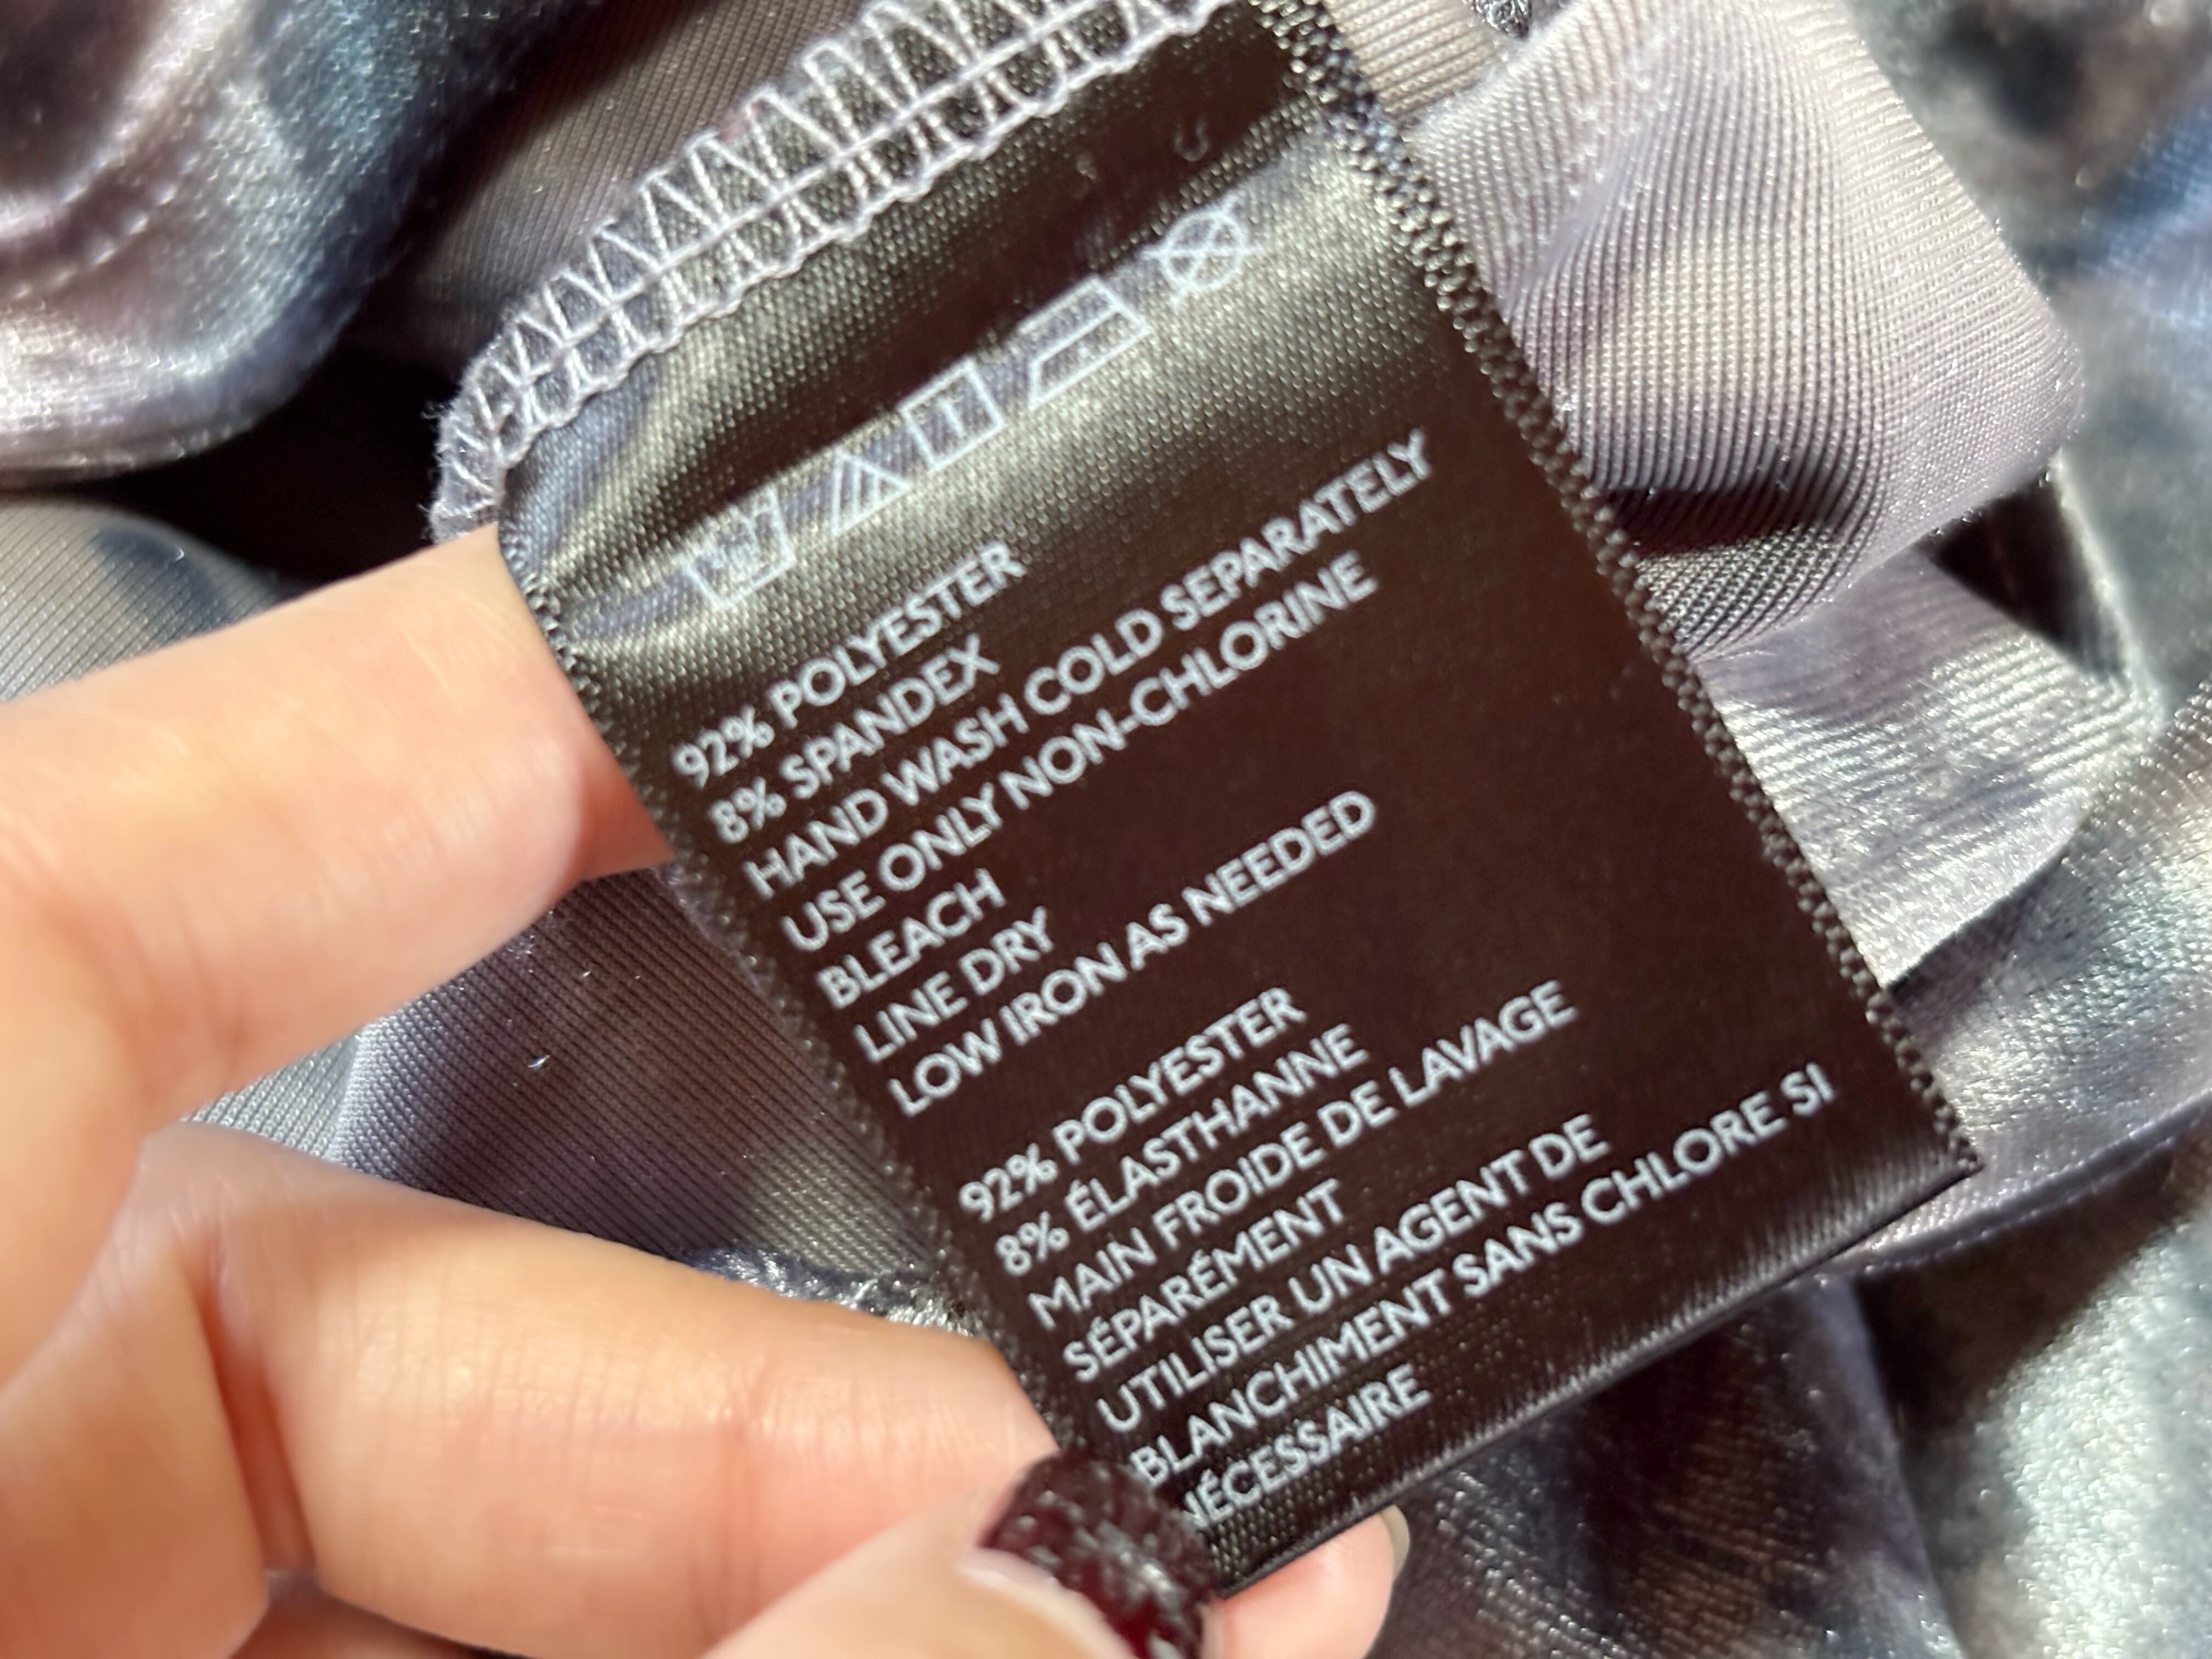 92% POLYESTER
8% SPANDEX
HAND WASH COLD SEPARATELY
USE ONLY NON-CHLORINE
BLEACH
LINE DRY
LOW IRON AS NEEDED
92% POLYESTER
8% ÉLASTHANNE
MAIN FROIDE DE LAVAGE
SÉPARÉMENT
UTILISER UN AGENT DE
BLANCHIMENT SANS CHLORE SI
NÉCESSAIRE